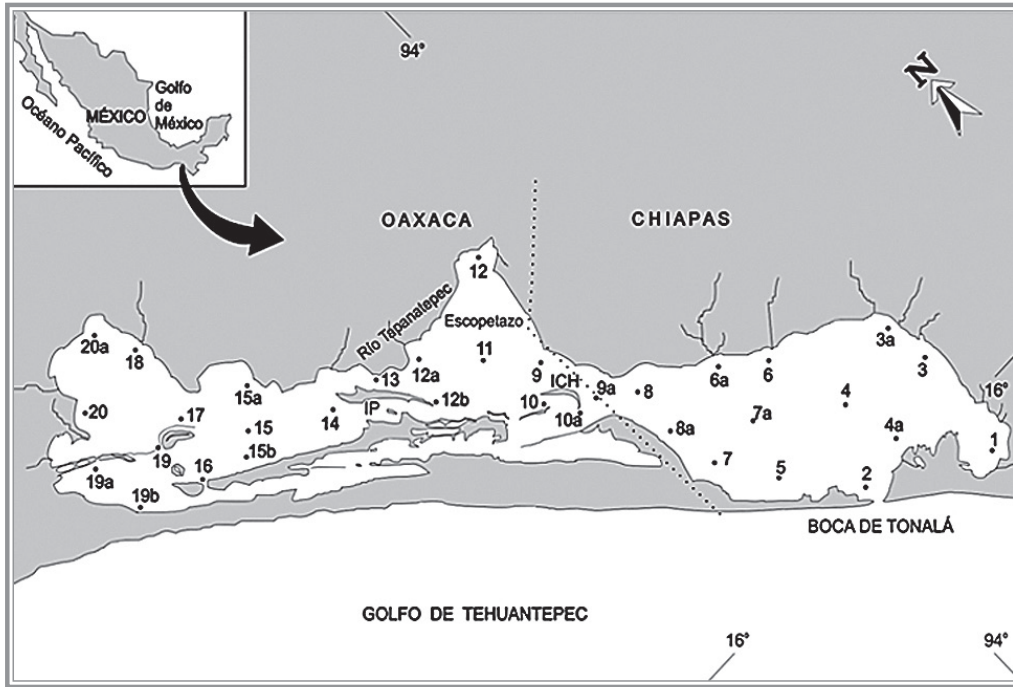 94°
N
Golfo
de
México
MÉXICO
Océano Pacífico
OAXACA
CHIAPAS
12
Río Tapanatepec
Escopetazo
3a
20a
18
11
12a
9
6a
6
3
16°
13
ICH
9a
8
15a
12b
10
10a
4
20
17
14
IP
7a
15
8a
4a
1
19
15b
7
19a
16
5
2
19b
BOCA DE TONALÁ
GOLFO DE TEHUANTEPEC
16°
94°